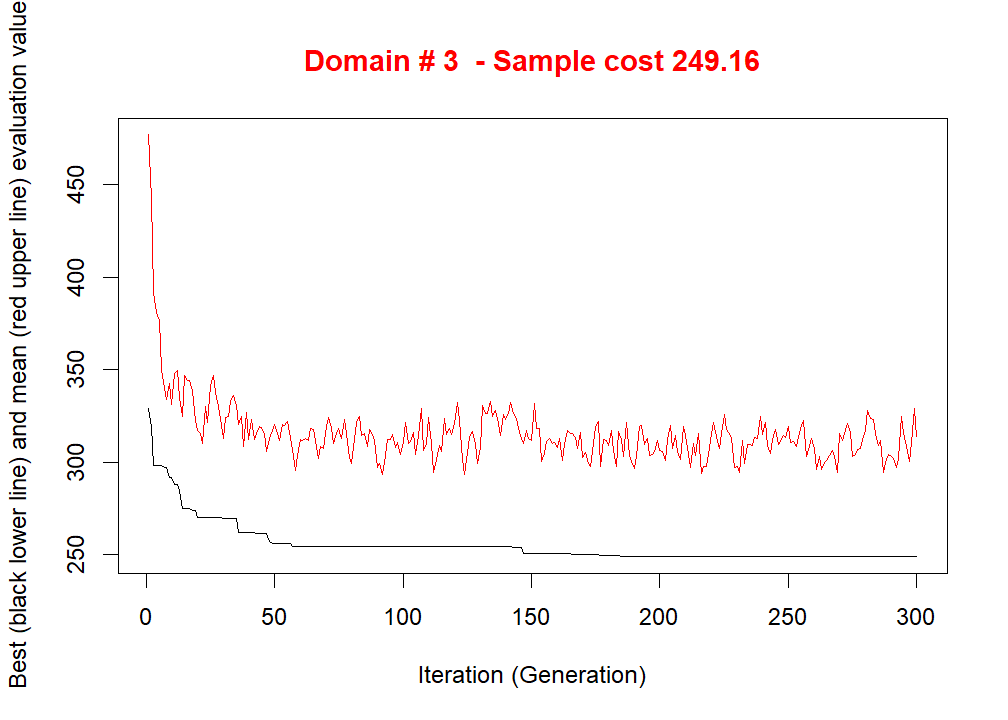 Domain # 3  - Sample cost 249.16
Best (black lower line) and mean (red upper line) evaluation value
450
400
350
300
250
0 50 100 150 200 250 300
Iteration (Generation)